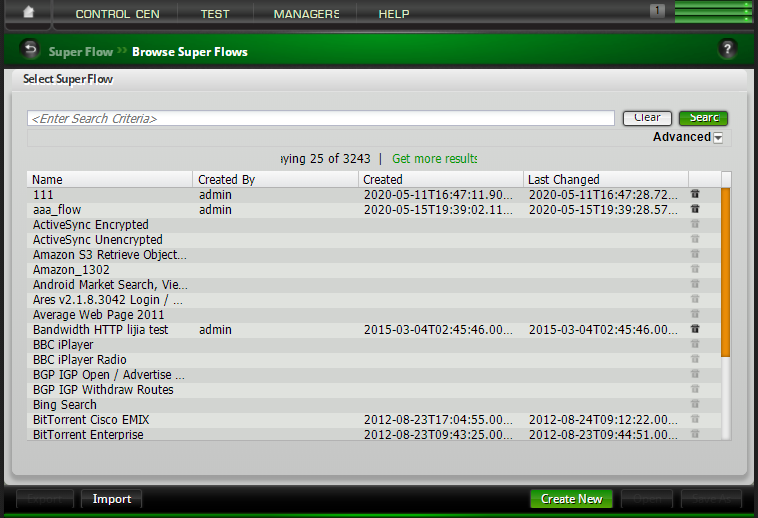 CONTROL CEN TEST MANAGERS HELP 1
Super Flow >> Browse Super Flows ?
Select Super Flow
<Enter Search Criteria> Clear Searc
Advanced
aying 25 of 3243 | Get more results
Name Created By Created Last Changed
111 admin 2020-05-11T16:47:11.90... 2020-05-11T16:47:28.72...
aaa_flow admin 2020-05-15T19:39:02.11... 2020-05-15T19:39:28.57...
ActiveSync Encrypted
ActiveSync Unencrypted
Amazon S3 Retrieve Object...
Amazon_1302
Android Market Search, Vie...
Ares v2.1.8.3042 Login / ...
Average Web Page 2011
Bandwidth HTTP lijia test admin 2015-03-04T02:45:46.00... 2015-03-04T02:45:46.00...
BBC iPlayer
BBC iPlayer Radio
BGP IGP Open / Advertise ...
BGP IGP Withdraw Routes
Bing Search
BitTorrent Cisco EMIX 2012-08-23T17:04:55.00... 2012-08-24T09:12:22.00...
BitTorrent Enterprise 2012-08-23T09:43:25.00... 2012-08-23T09:44:51.00...
Export Import Create New Open Save As